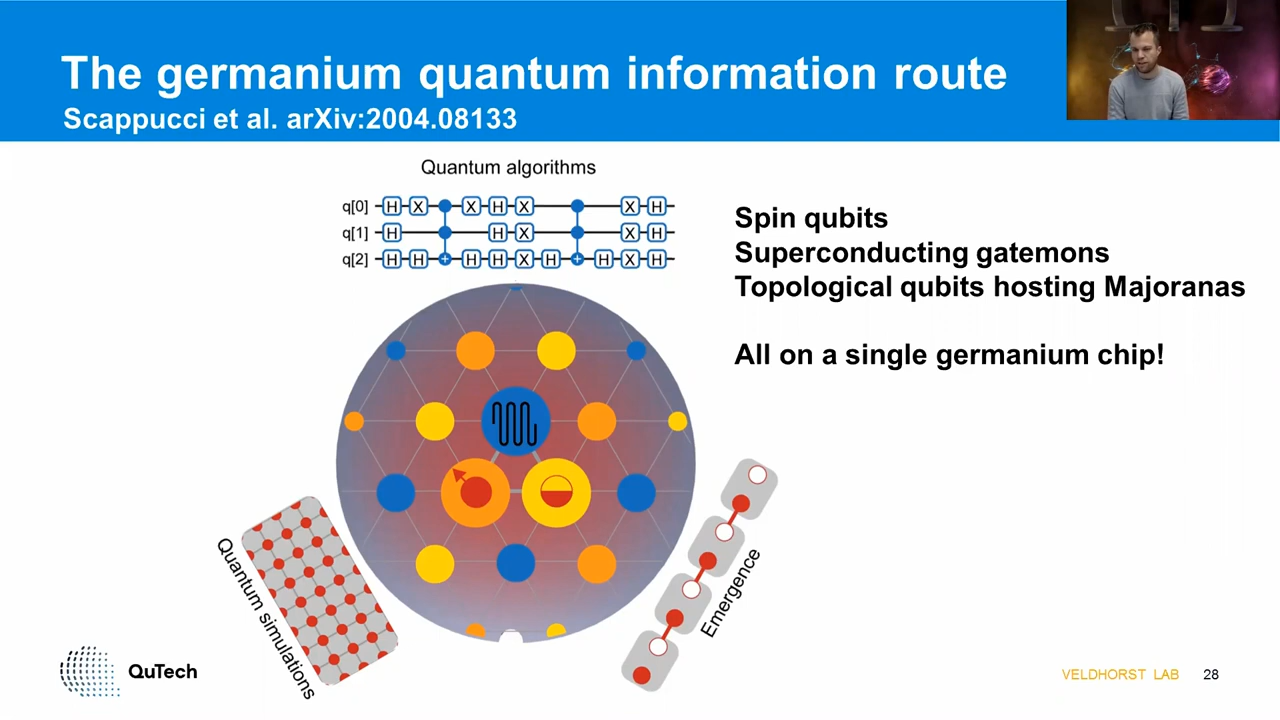 The germanium quantum information route
Scappucci et al. arXiv:2004.08133
Quantum algorithms
q[0] H X X H X X H
q[1] H H X X H
q[2] H H + H H X H + H X H
Spin qubits
Superconducting gatemons
Topological qubits hosting Majoranas
All on a single germanium chip!
Quantum simulations
Emergence
QuTech
VELDHORST LAB 28